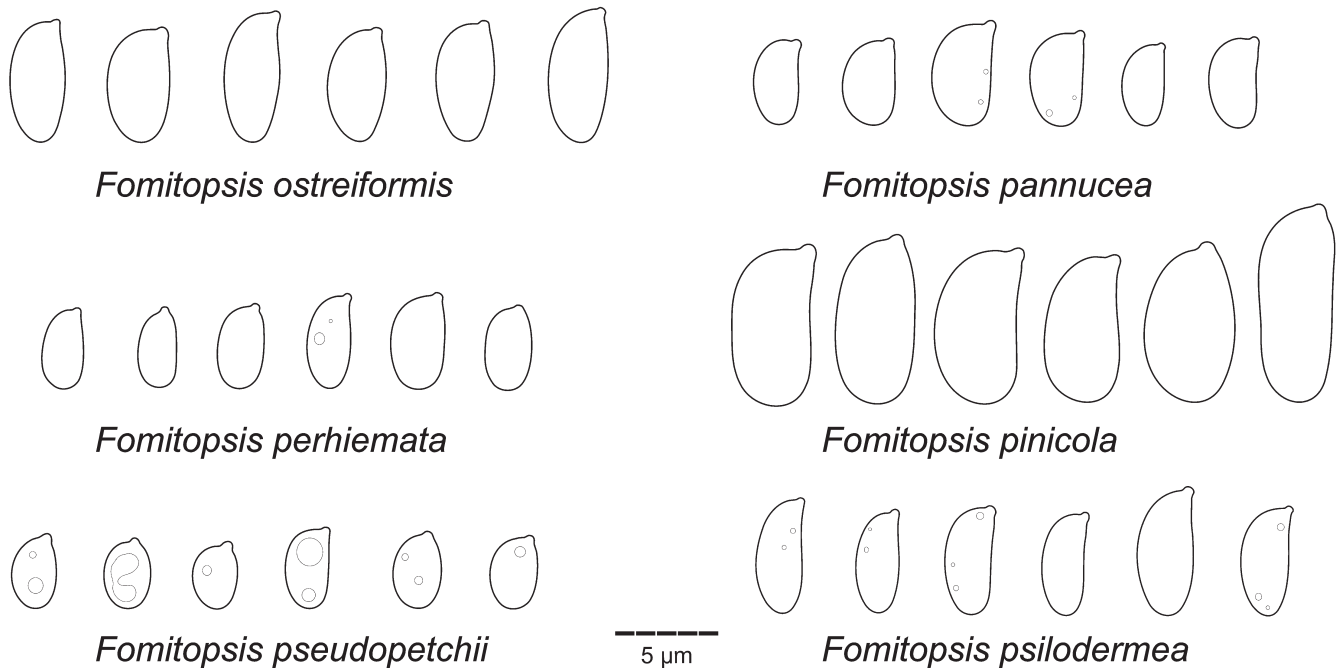 Fomitopsis ostreiformis
Fomitopsis pannucea
Fomitopsis perhiemata
Fomitopsis pinicola
Fomitopsis pseudopetchii
5 µm
Fomitopsis psilodermea